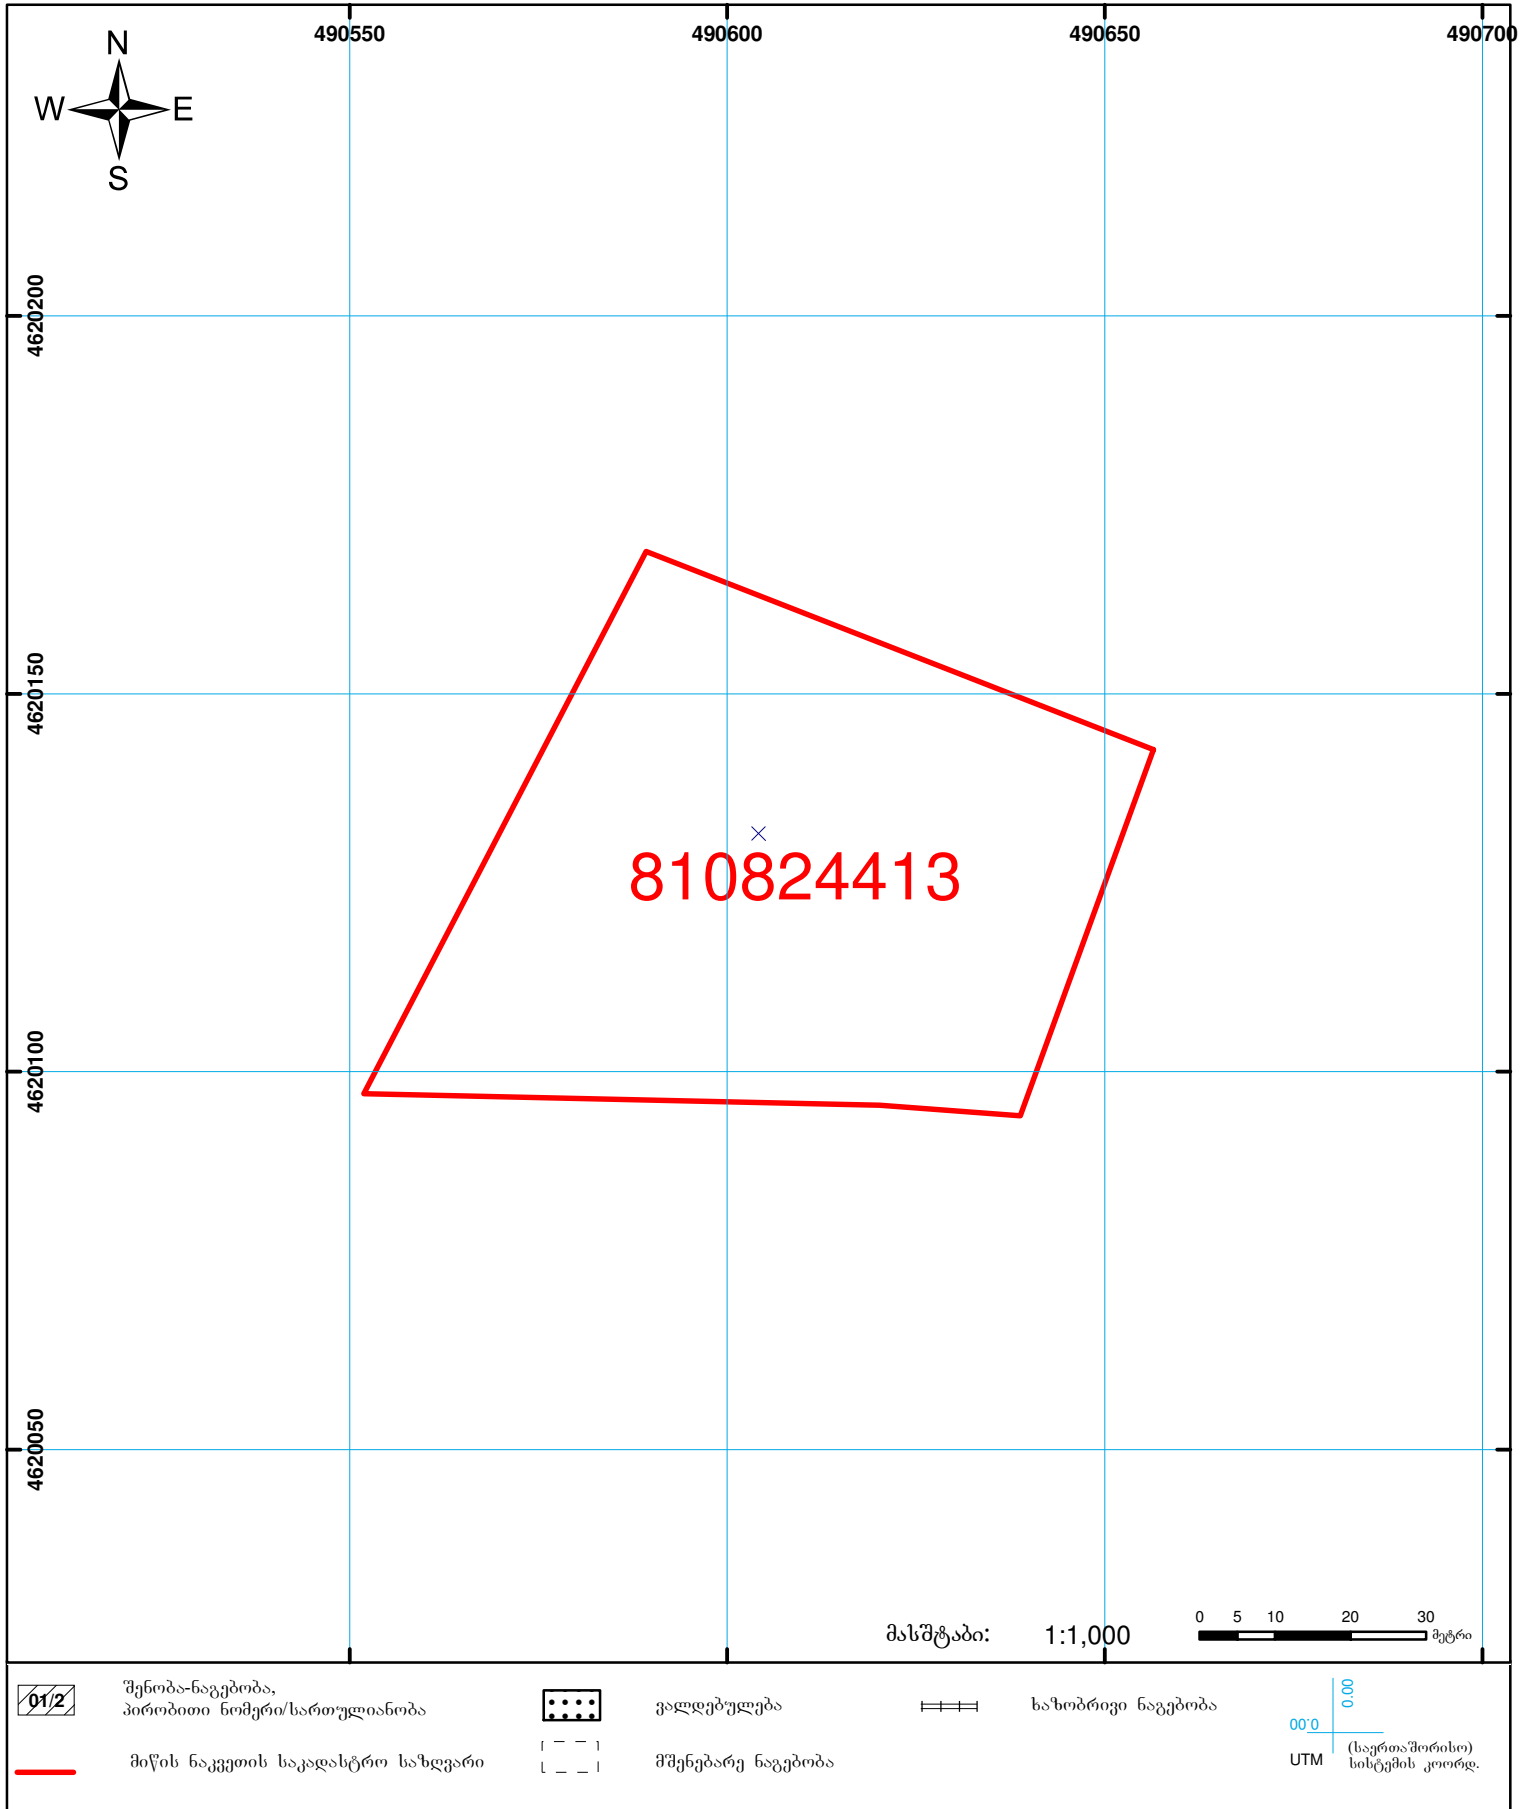 490550 490600 490650 490700
N
W E
S
4620200
4620150
4620100
4620050
810824413
მასშტაბი: 1:1,000
0 5 10 20 30
მეტრი
01/2
შენობა-ნაგებობა,
პირობითი ნომერი/სართულიანობა
ვალდებულება
ხაზობრივი ნაგებობა
მიწის ნაკვეთის საკადასტრო საზღვარი
მშენებარე ნაგებობა
0.00
0.00
UTM
(საერთაშორისო)
სისტემის კოორდ.